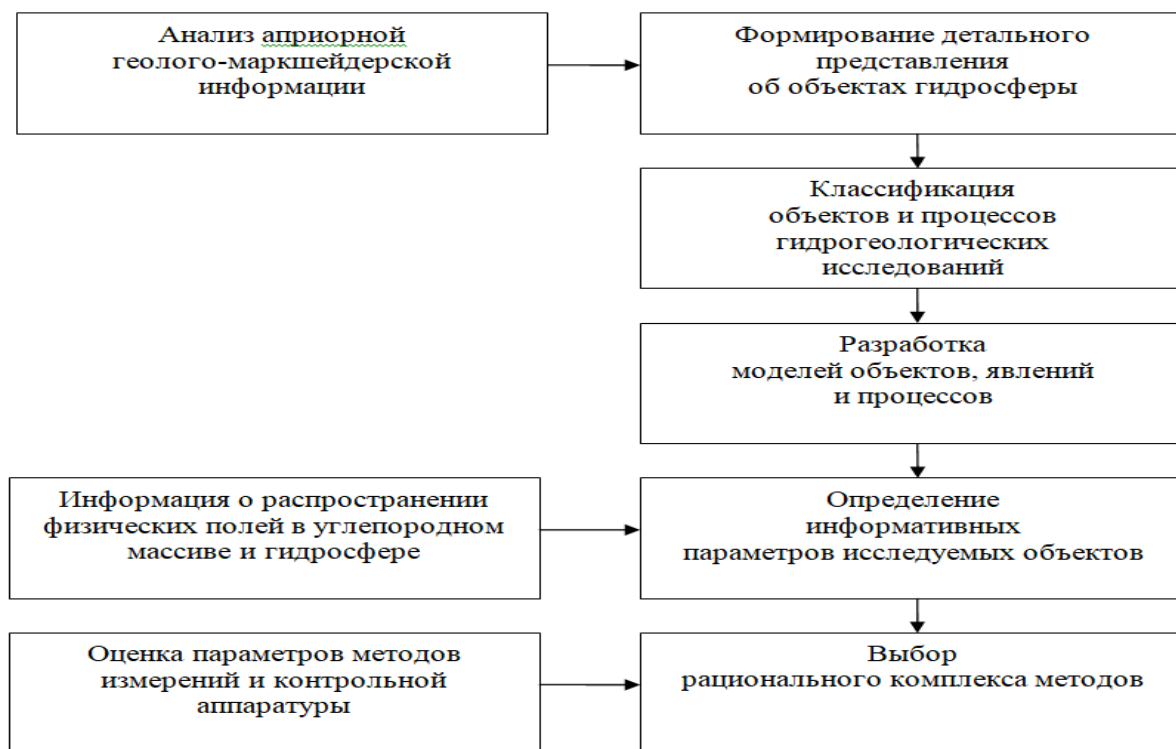 Анализ априорной
геолого-маркшейдерской
информации
Формирование детального
представления
об объектах гидросферы
Классификация
объектов и процессов
гидрогеологических
исследований
Разработка
моделей объектов, явлений
и процессов
Информация о распространении
физических полей в углепородном
массиве и гидросфере
Определение
информативных
параметров исследуемых объектов
Оценка параметров методов
измерений и контрольной
аппаратуры
Выбор
рационального комплекса методов